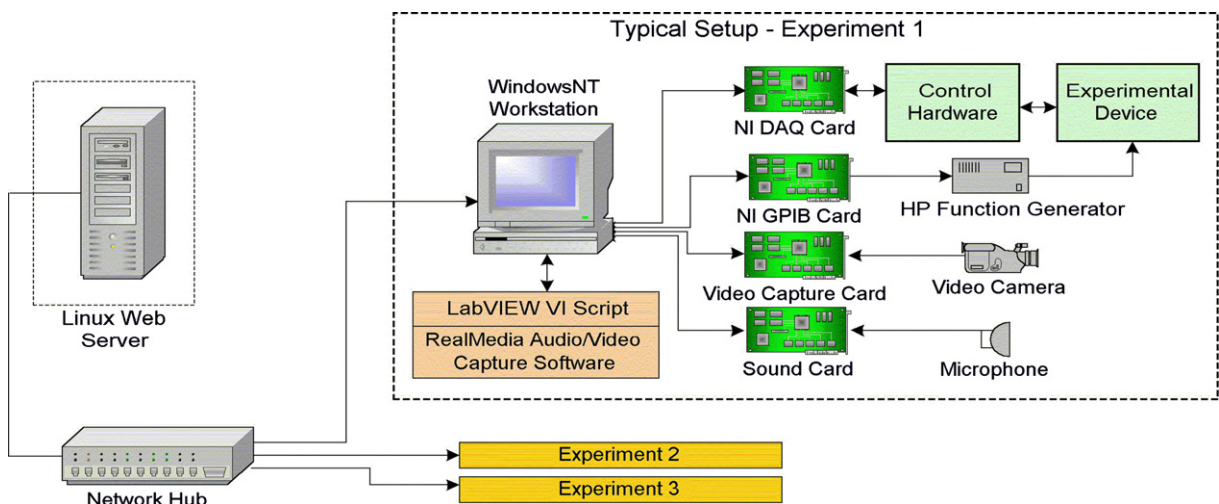 Typical Setup - Experiment 1
WindowsNT
Workstation
NI DAQ Card
Control
Hardware
Experimental
Device
NI GPIB Card
HP Function Generator
Video Capture Card
Video Camera
Sound Card
Microphone
LabVIEW VI Script
RealMedia Audio/Video
Capture Software
Linux Web
Server
Network Hub
Experiment 2
Experiment 3